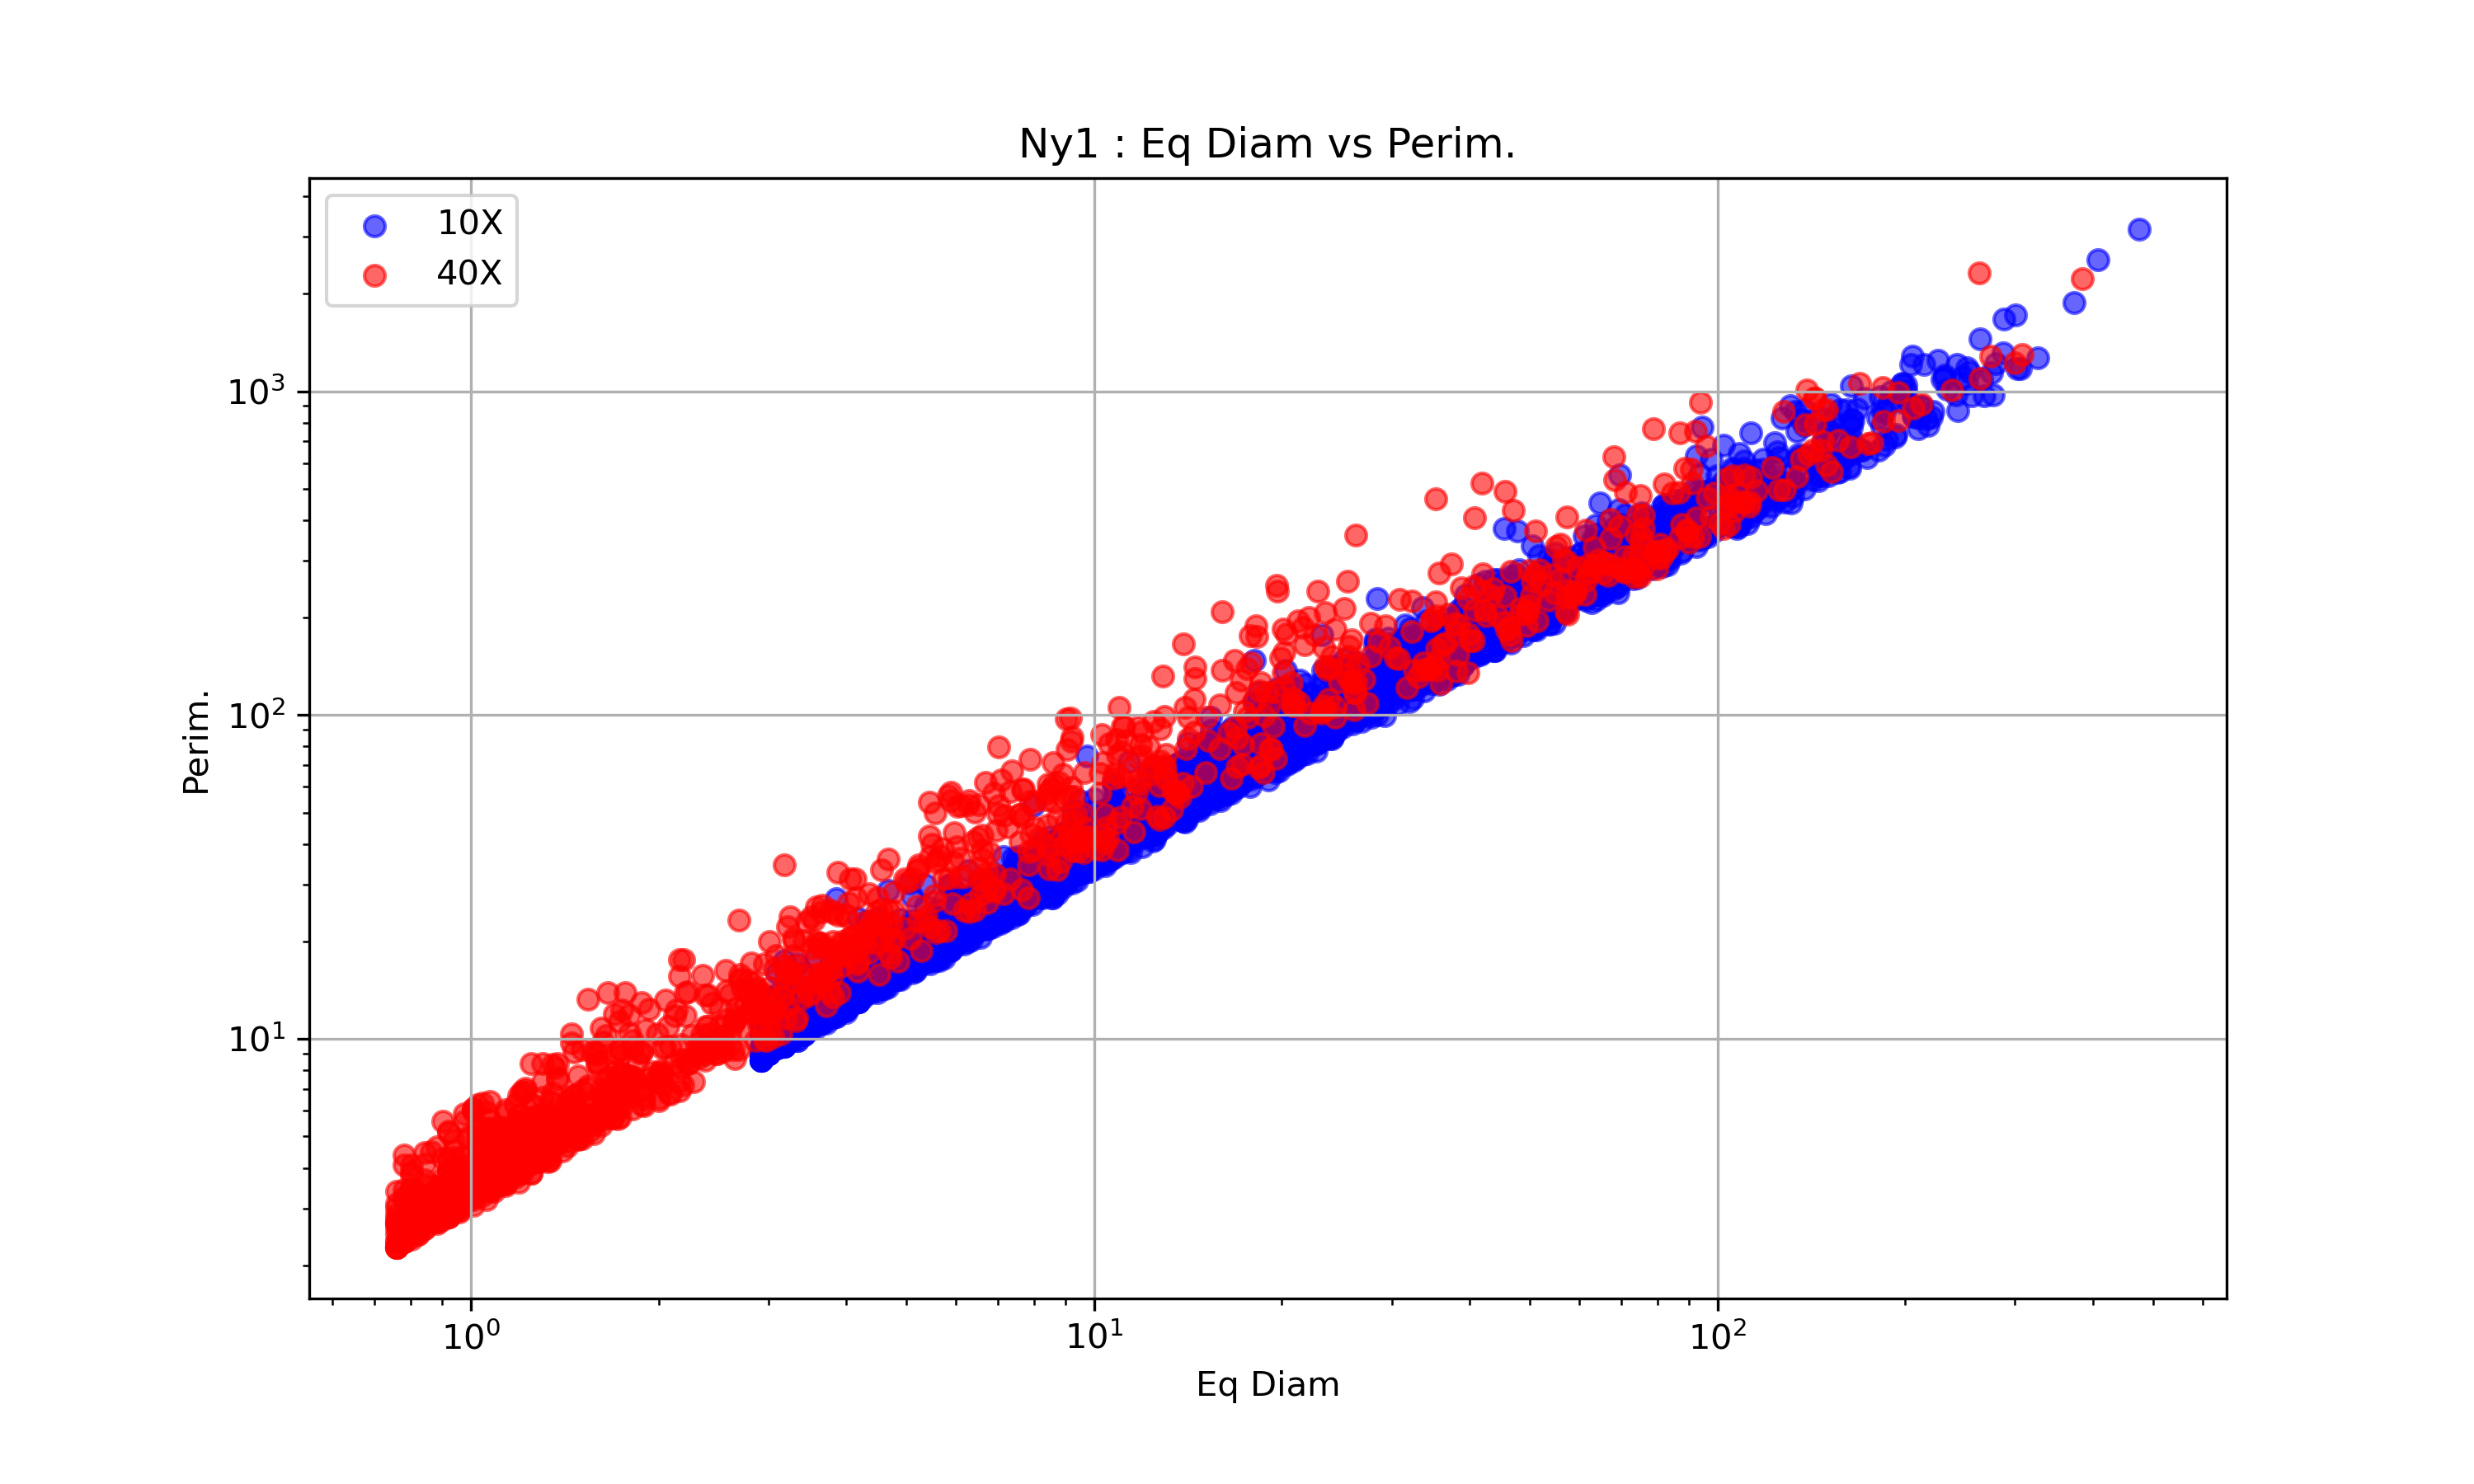 Ny1 : Eq Diam vs Perim.
10X
40X
10³
10²
10¹
Perim.
10⁰ 10¹ 10²
Eq Diam